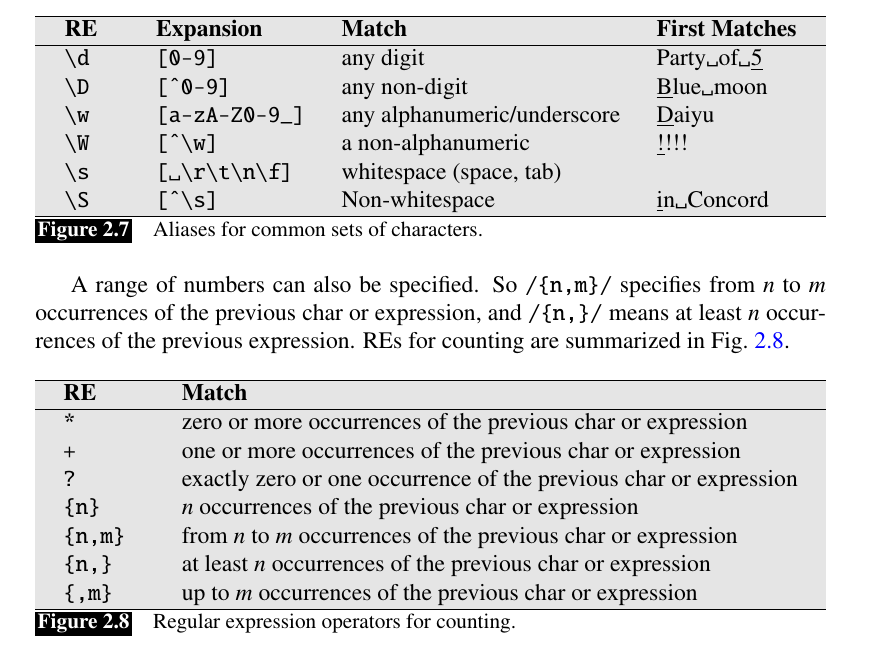 RE Expansion Match First Matches
\d [0-9] any digit Party␣of␣5
\D [ˆ0-9] any non-digit Blue␣moon
\w [a-zA-Z0-9_] any alphanumeric/underscore Daiyu
\W [ˆ\w] a non-alphanumeric !!!!
\s [␣\r\t\n\f] whitespace (space, tab)
\S [ˆ\s] Non-whitespace in␣Concord
Figure 2.7 Aliases for common sets of characters.
A range of numbers can also be specified. So /{n,m}/ specifies from n to m
occurrences of the previous char or expression, and /{n,}/ means at least n occur-
rences of the previous expression. REs for counting are summarized in Fig. 2.8.
RE Match
* zero or more occurrences of the previous char or expression
+ one or more occurrences of the previous char or expression
? exactly zero or one occurrence of the previous char or expression
{n} n occurrences of the previous char or expression
{n,m} from n to m occurrences of the previous char or expression
{n,} at least n occurrences of the previous char or expression
{,m} up to m occurrences of the previous char or expression
Figure 2.8 Regular expression operators for counting.